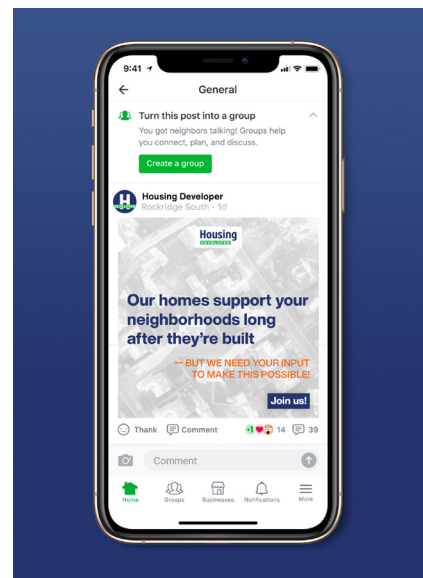 9:41
General
Turn this post into a group
You got neighbors talking! Groups help
you connect, plan, and discuss.
Create a group
Housing Developer
Rockridge South · 1d
Housing
DEVELOPER
Our homes support your
neighborhoods long
after they're built
— BUT WE NEED YOUR INPUT
TO MAKE THIS POSSIBLE!
Join us!
Thank Comment 14 39
Comment
Home Groups Businesses Notifications More